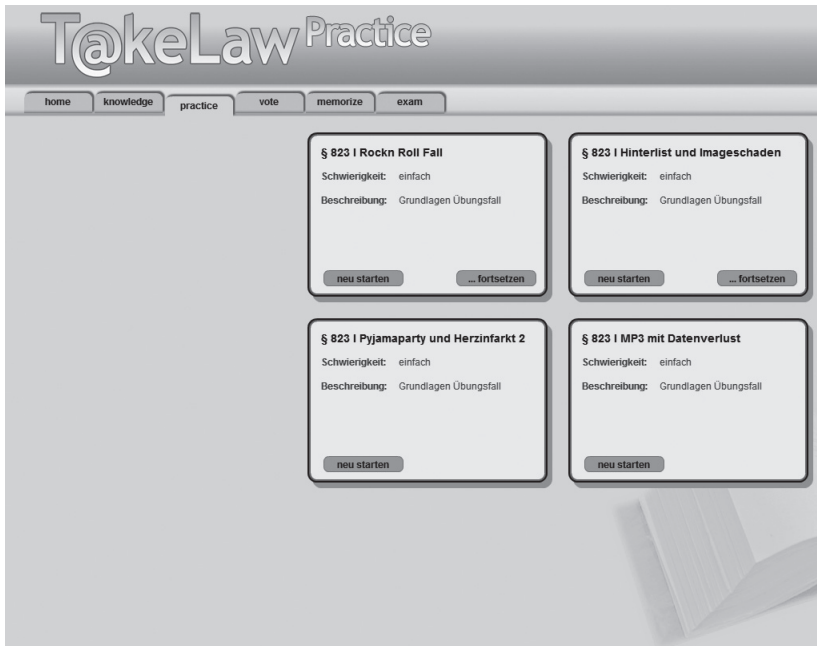 T@keLaw Practice
home knowledge practice vote memorize exam
§ 823 I Rockn Roll Fall
Schwierigkeit: einfach
Beschreibung: Grundlagen Übungsfall
neu starten ... fortsetzen
§ 823 I Hinterlist und Imageschaden
Schwierigkeit: einfach
Beschreibung: Grundlagen Übungsfall
neu starten ... fortsetzen
§ 823 I Pyjamaparty und Herzinfarkt 2
Schwierigkeit: einfach
Beschreibung: Grundlagen Übungsfall
neu starten
§ 823 I MP3 mit Datenverlust
Schwierigkeit: einfach
Beschreibung: Grundlagen Übungsfall
neu starten